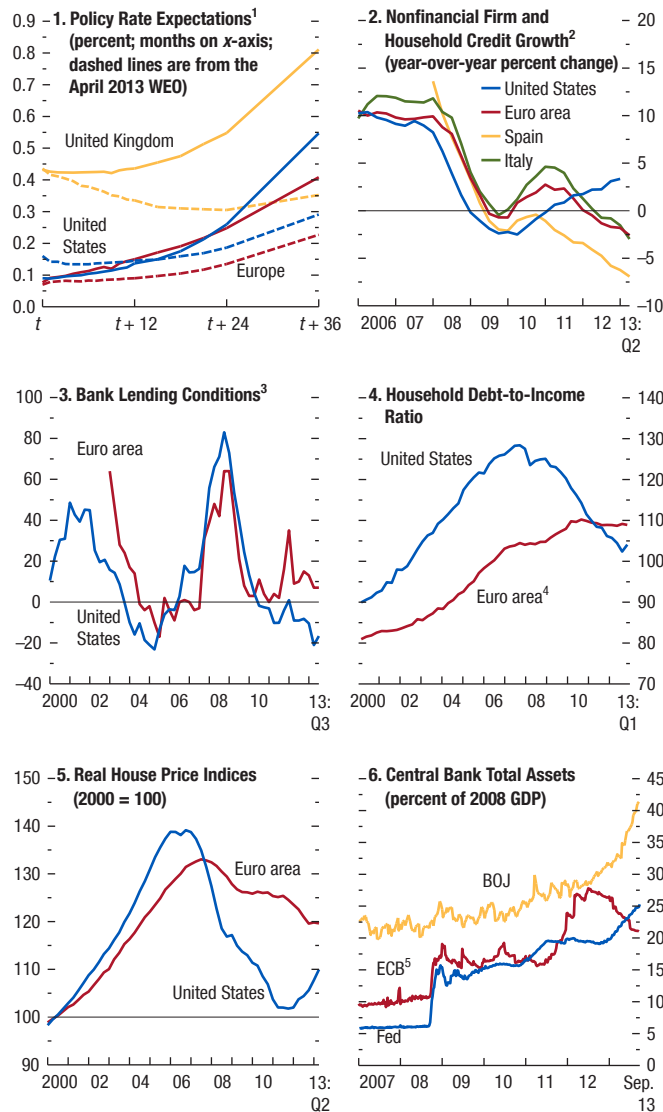 1. Policy Rate Expectations¹
(percent; months on x-axis;
dashed lines are from the
April 2013 WEO)
0.9
0.8
0.7
0.6
0.5
0.4
0.3
0.2
0.1
0.0
United Kingdom
United
States
Europe
t
t + 12
t + 24
t + 36
2. Nonfinancial Firm and
Household Credit Growth²
(year-over-year percent change)
United States
Euro area
Spain
Italy
20
15
10
5
0
–5
–10
2006 07 08 09 10 11 12 13:
Q2
3. Bank Lending Conditions³
100
80
60
40
20
0
–20
–40
Euro area
United
States
2000 02 04 06 08 10 13:
Q3
4. Household Debt-to-Income
Ratio
140
130
120
110
100
90
80
70
United States
Euro area⁴
2000 02 04 06 08 10 13:
Q1
5. Real House Price Indices
(2000 = 100)
150
140
130
120
110
100
90
Euro area
United States
2000 02 04 06 08 10 13:
Q2
6. Central Bank Total Assets
(percent of 2008 GDP)
50
45
40
35
30
25
20
15
10
5
0
BOJ
ECB⁵
Fed
2007 08 09 10 11 12 Sep.
13